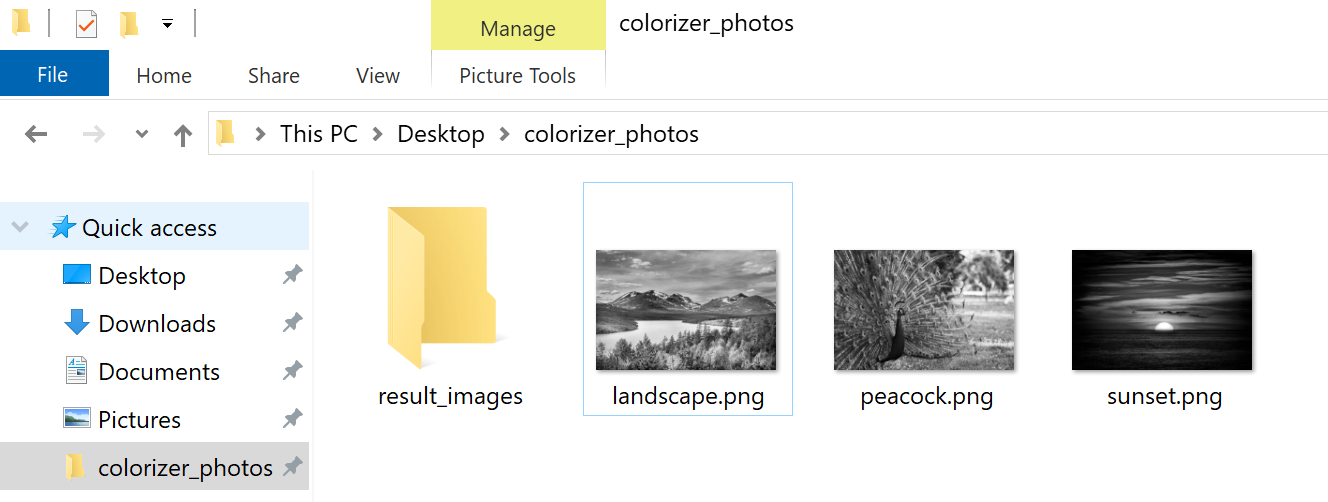 Manage
colorizer_photos
File
Home
Share
View
Picture Tools
This PC
Desktop
colorizer_photos
Quick access
Desktop
Downloads
Documents
Pictures
colorizer_photos
result_images
landscape.png
peacock.png
sunset.png